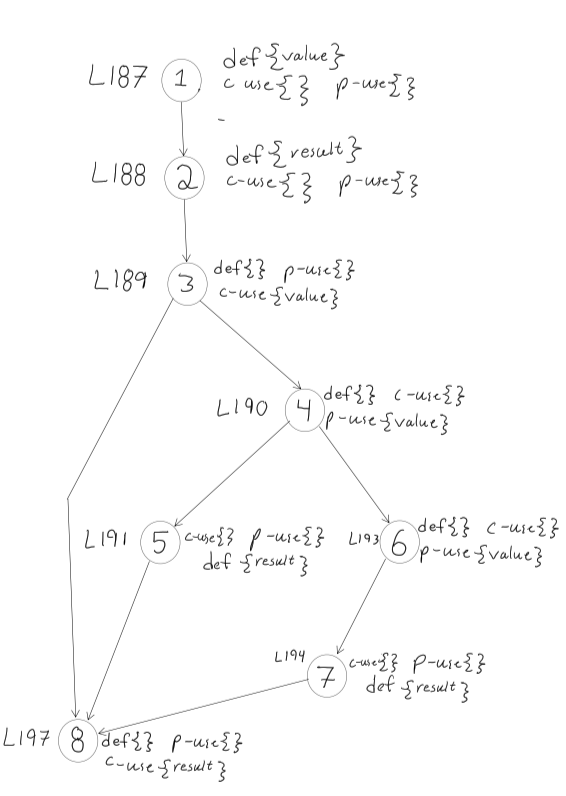 def {value}
L187 1 c use{} p-use{}
def {result}
L188 2 c-use{} p-use{}
L189 3 def{} p-use{}
c-use {value}
L190 4 def{} c-use{}
p-use {value}
L191 5 c-use{} p-use{}
def {result}
L193 6 def{} c-use{}
p-use {value}
L194 7 c-use{} p-use{}
def {result}
L197 8 def{} p-use{}
c-use {result}